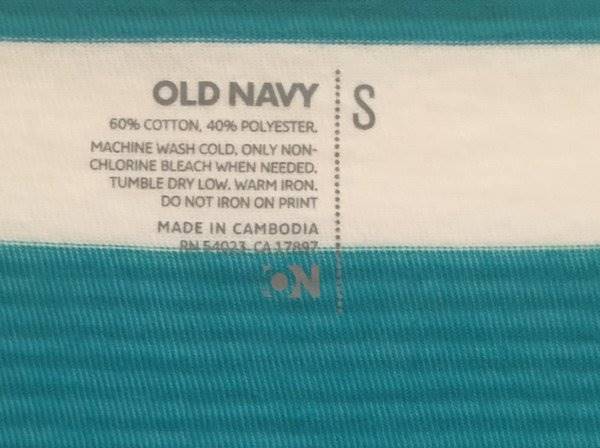 OLD NAVY
S
60% COTTON, 40% POLYESTER.
MACHINE WASH COLD, ONLY NON-
CHLORINE BLEACH WHEN NEEDED.
TUMBLE DRY LOW. WARM IRON.
DO NOT IRON ON PRINT
MADE IN CAMBODIA
RN 54023 CA 17897
ON